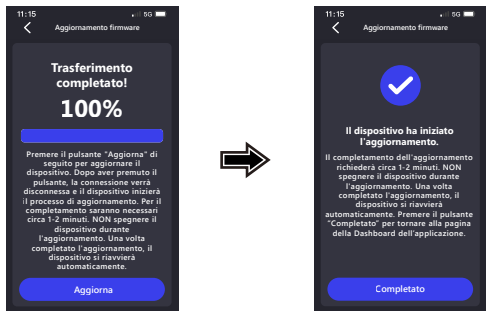 11:15
5G
Aggiornamento firmware
Trasferimento
completato!
100%
Premere il pulsante "Aggiorna" di
seguito per aggiornare il
dispositivo. Dopo aver premuto il
pulsante, la connessione verrà
disconnessa e il dispositivo inizierà
il processo di aggiornamento. Per il
completamento saranno necessari
circa 1-2 minuti. NON spegnere il
dispositivo durante
l'aggiornamento. Una volta
completato l'aggiornamento, il
dispositivo si riavvierà
automaticamente.
Aggiorna
11:15
5G
Aggiornamento firmware
Il dispositivo ha iniziato
l'aggiornamento.
Il completamento dell'aggiornamento
richiederà circa 1-2 minuti. NON
spegnere il dispositivo durante
l'aggiornamento. Una volta
completato l'aggiornamento, il
dispositivo si riavvierà
automaticamente. Premere il pulsante
"Completato" per tornare alla pagina
della Dashboard dell'applicazione.
Completato